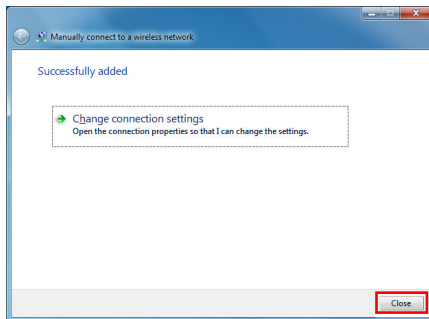 Manually connect to a wireless network
Successfully added
Change connection settings
Open the connection properties so that I can change the settings.
Close